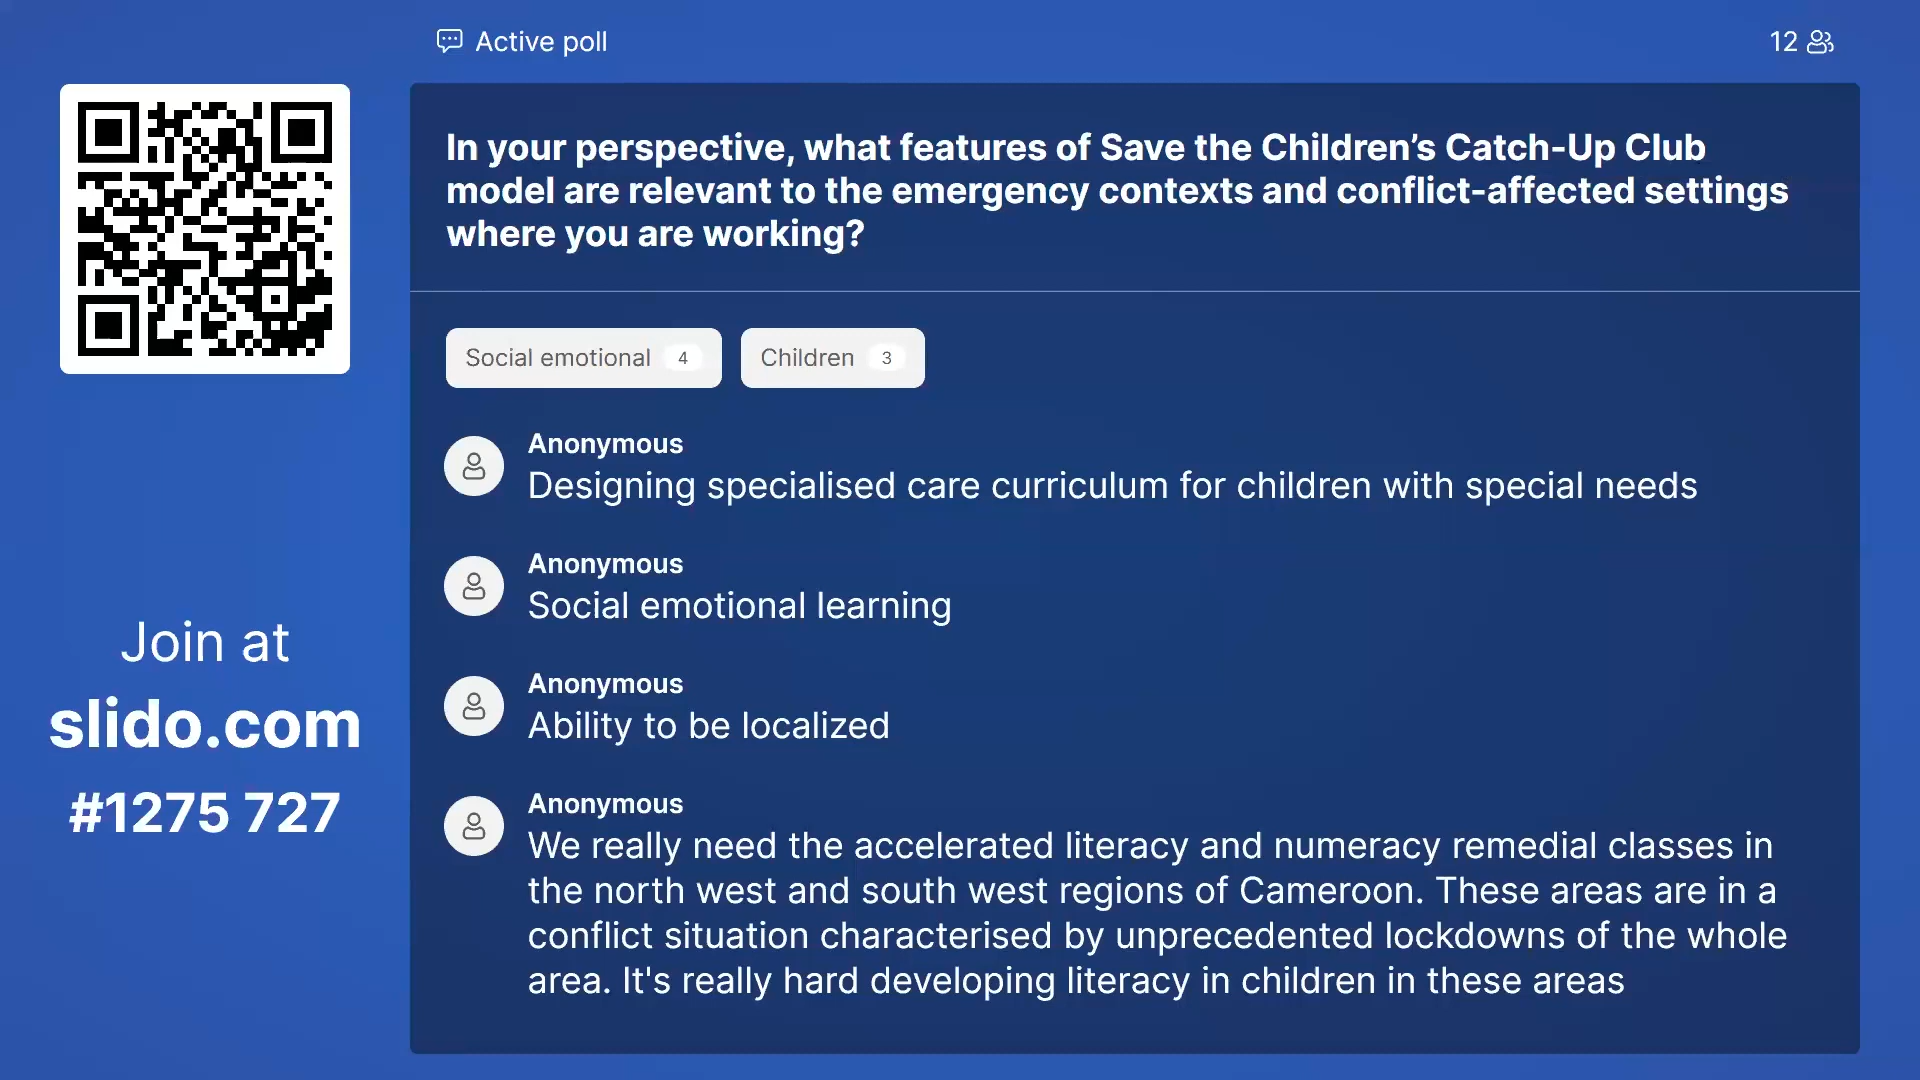 Active poll
12
In your perspective, what features of Save the Children’s Catch-Up Club
model are relevant to the emergency contexts and conflict-affected settings
where you are working?
Social emotional 4
Children 3
Anonymous
Designing specialised care curriculum for children with special needs
Anonymous
Social emotional learning
Anonymous
Ability to be localized
Anonymous
We really need the accelerated literacy and numeracy remedial classes in
the north west and south west regions of Cameroon. These areas are in a
conflict situation characterised by unprecedented lockdowns of the whole
area. It's really hard developing literacy in children in these areas
Join at
slido.com
#1275 727